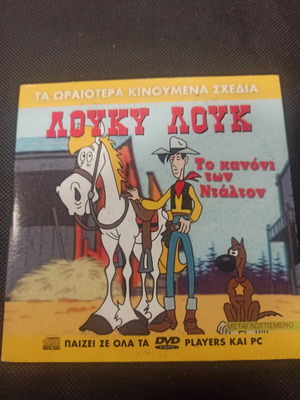 ΤΑ ΩΡΑΙΟΤΕΡΑ ΚΙΝΟΥΜΕΝΑ ΣΧΕΔΙΑ
ΛΟΥΚΥ ΛΟΥΚ
Το κανόνι
των
Ντάλτον
ΜΕΤΑΓΛΩΤΤΙΣΜΕΝΟ
ΠΑΙΖΕΙ ΣΕ ΟΛΑ ΤΑ DVD PLAYERS ΚΑΙ PC